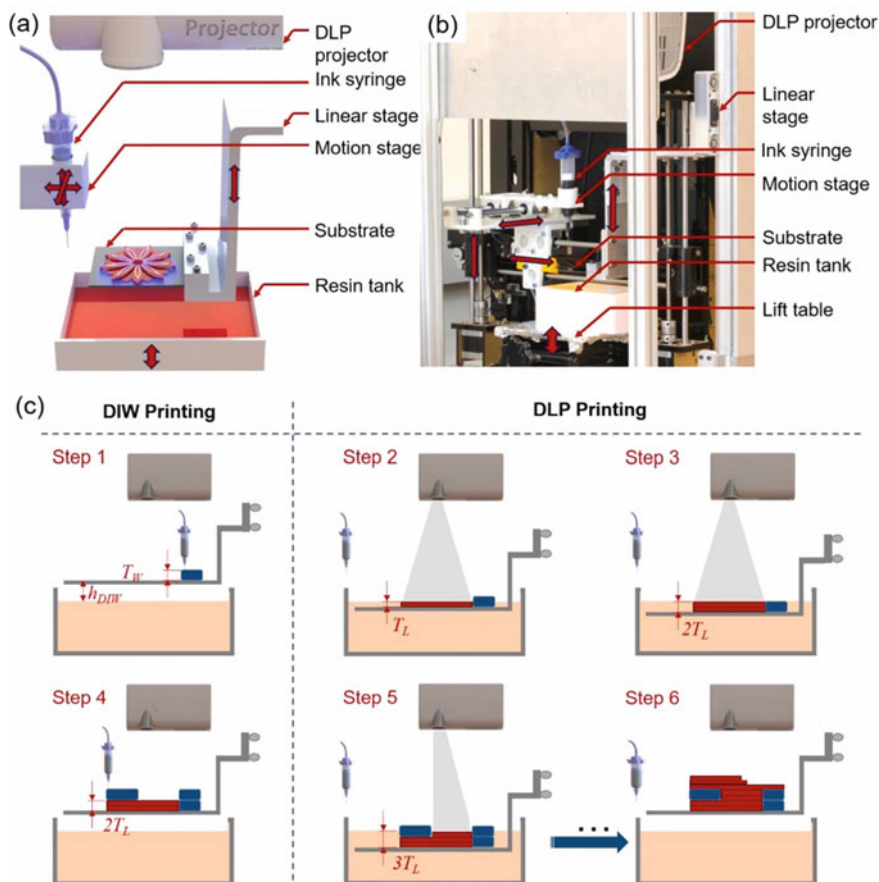 (a)
Projector
DLP
projector
Ink syringe
Linear stage
Motion stage
Substrate
Resin tank
(b)
DLP projector
Linear
stage
Ink syringe
Motion stage
Substrate
Resin tank
Lift table
(c)
DIW Printing
DLP Printing
Step 1
T_W
h_DIW
Step 2
T_L
Step 3
2T_L
Step 4
2T_L
Step 5
3T_L
...
Step 6